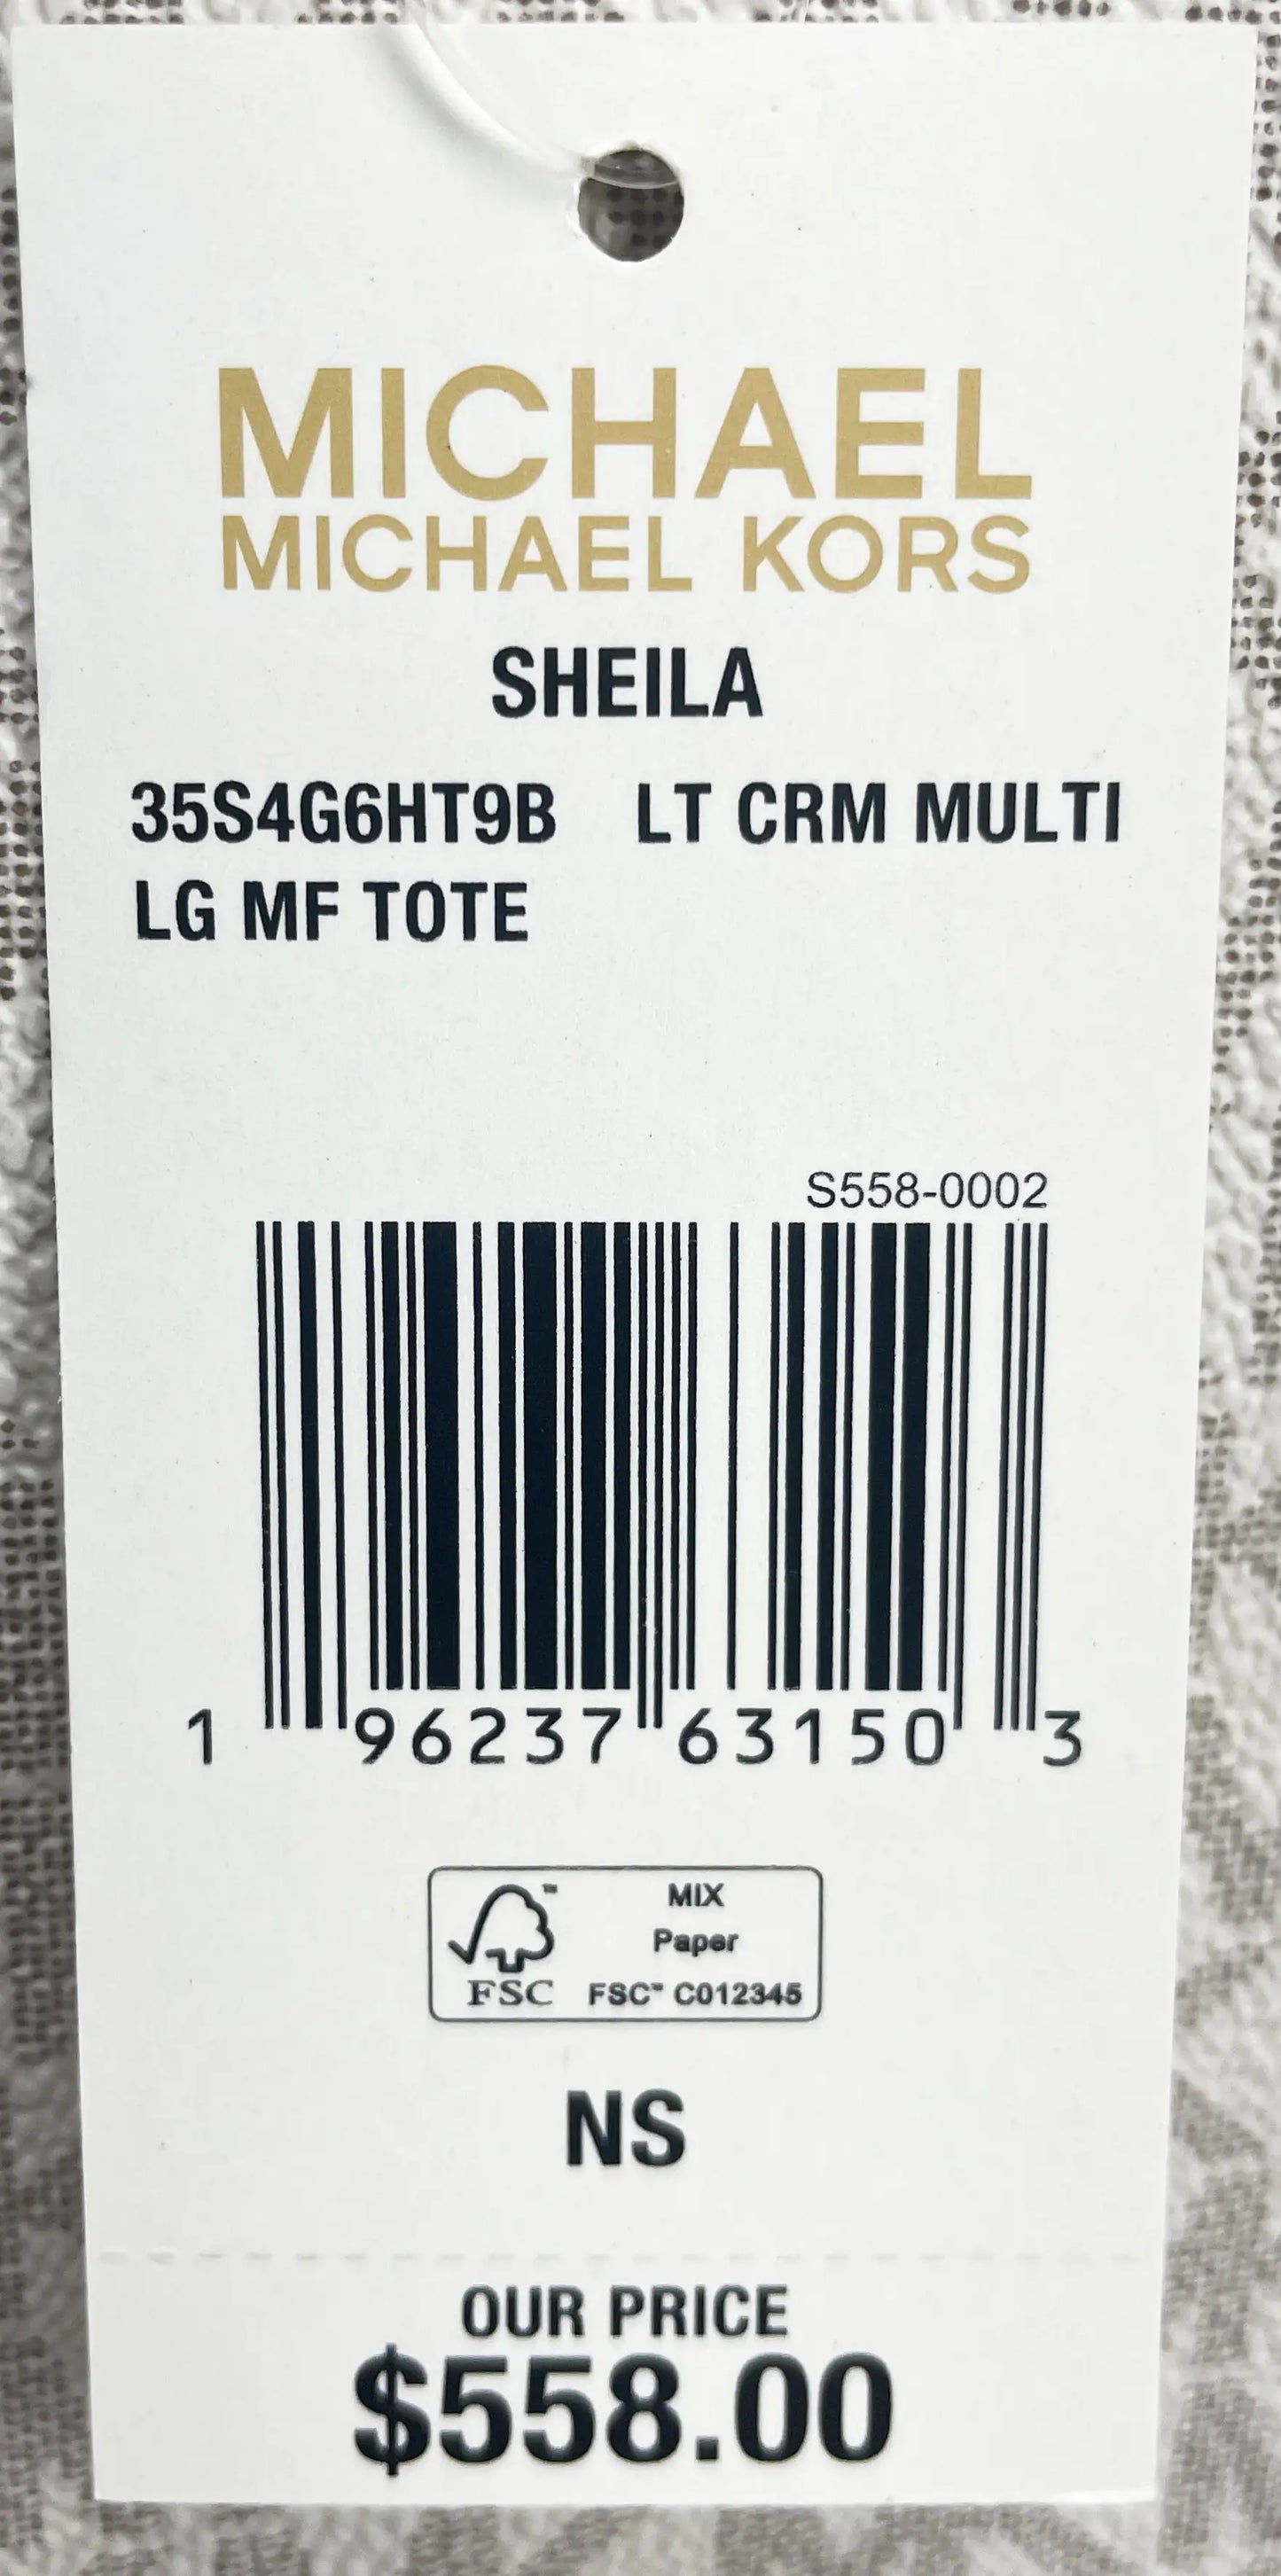 MICHAEL
MICHAEL KORS
SHEILA
35S4G6HT9B LT CRM MULTI
LG MF TOTE
S558-0002
1 96237 63150 3
MIX
Paper
FSC™ C012345
™
FSC
NS
OUR PRICE
$558.00